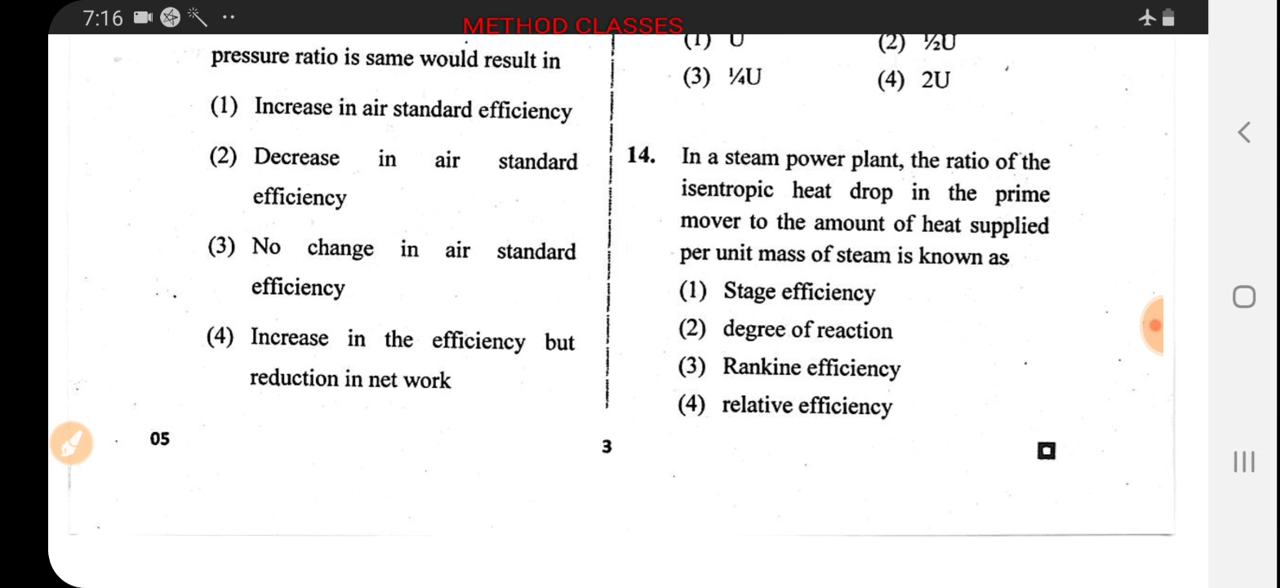 7:16
METHOD CLASSES
pressure ratio is same would result in
(1) Increase in air standard efficiency
(2) Decrease in air standard
efficiency
(3) No change in air standard
efficiency
(4) Increase in the efficiency but
reduction in net work
05
3
(1) U (2) ½U
(3) ¼U (4) 2U
14. In a steam power plant, the ratio of the
isentropic heat drop in the prime
mover to the amount of heat supplied
per unit mass of steam is known as
(1) Stage efficiency
(2) degree of reaction
(3) Rankine efficiency
(4) relative efficiency